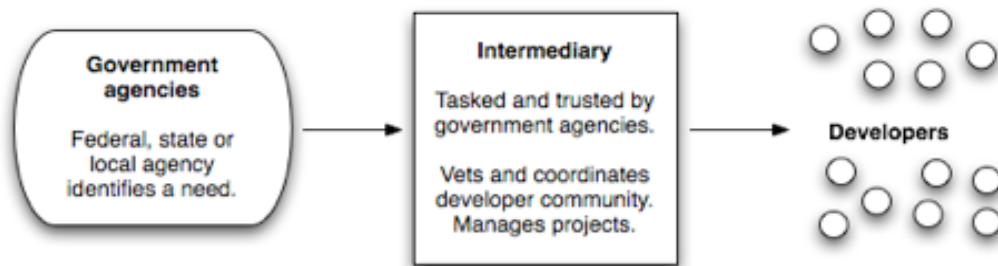 Government
agencies
Federal, state or
local agency
identifies a need.
Intermediary
Tasked and trusted by
government agencies.
Vets and coordinates
developer community.
Manages projects.
Developers